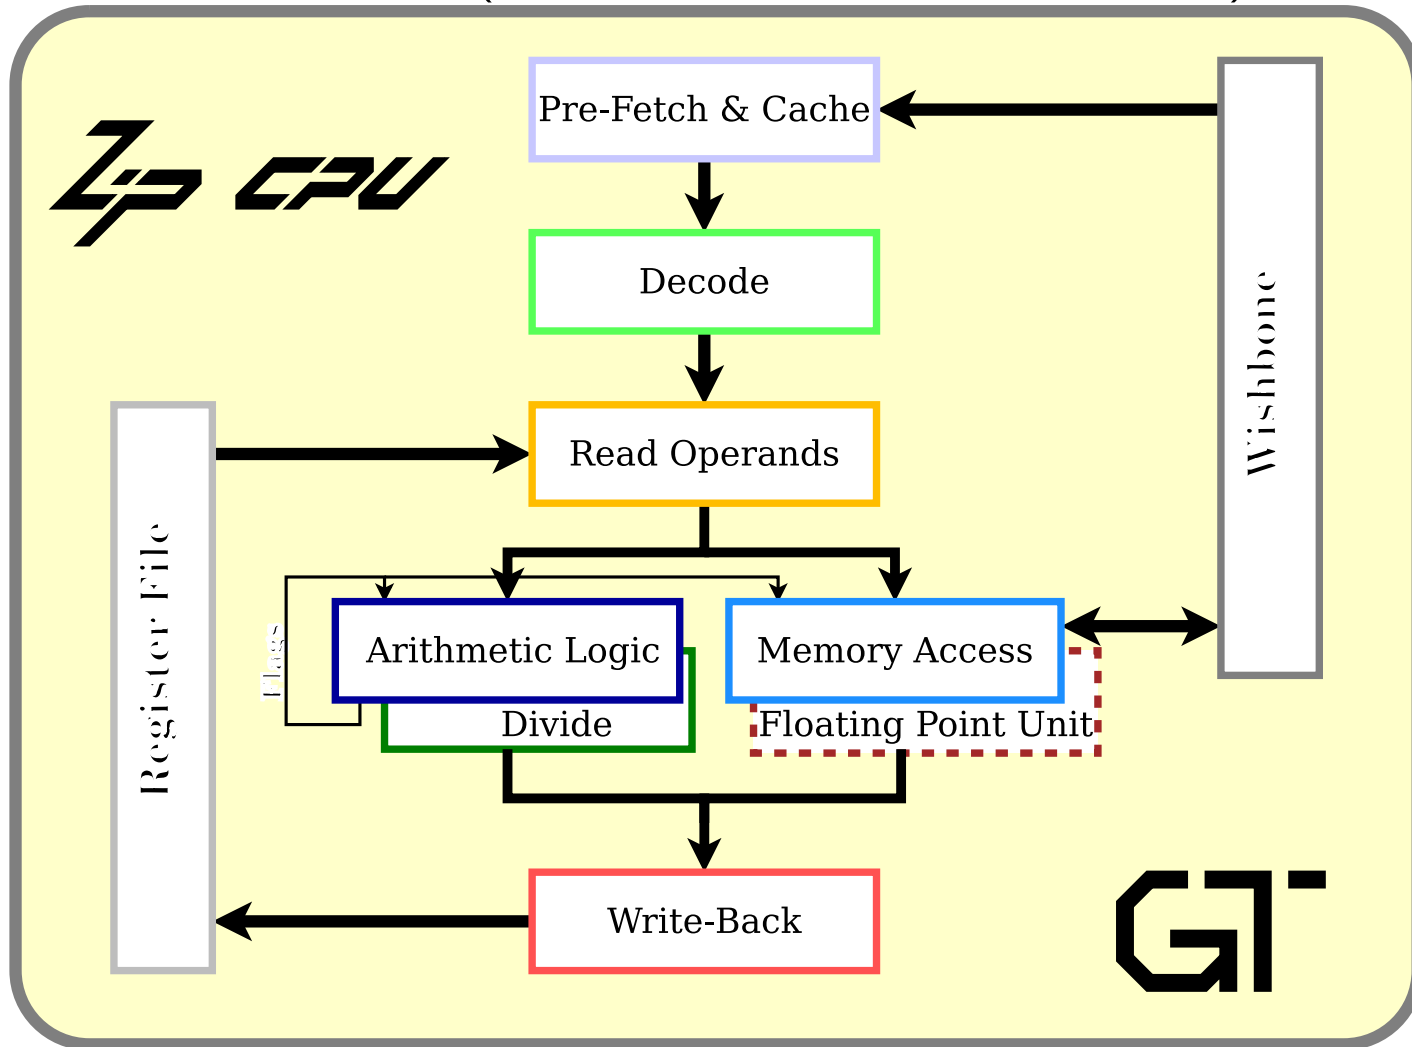 Pre-Fetch & Cache
Zip CPU
Decode
Wishbone
Read Operands
Register File
Flags
Arithmetic Logic
Memory Access
Divide
Floating Point Unit
Write-Back
GT